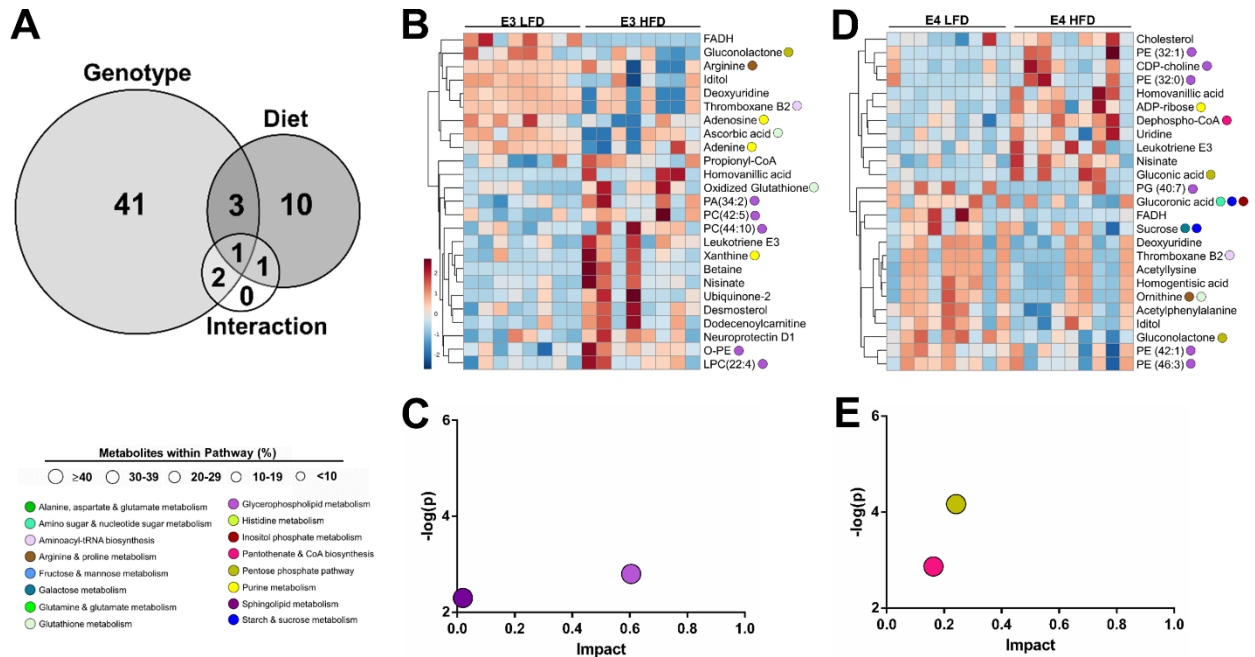 A
Genotype
Diet
41
3
10
1
1
2
0
Interaction
Metabolites within Pathway (%)
≥40 30-39 20-29 10-19 <10
Alanine, aspartate & glutamate metabolism
Amino sugar & nucleotide sugar metabolism
Aminoacyl-tRNA biosynthesis
Arginine & proline metabolism
Fructose & mannose metabolism
Galactose metabolism
Glutamine & glutamate metabolism
Glutathione metabolism
Glycerophospholipid metabolism
Histidine metabolism
Inositol phosphate metabolism
Pantothenate & CoA biosynthesis
Pentose phosphate pathway
Purine metabolism
Sphingolipid metabolism
Starch & sucrose metabolism
B
E3 LFD E3 HFD
FADH
Gluconolactone
Arginine
Iditol
Deoxyuridine
Thromboxane B2
Adenosine
Ascorbic acid
Adenine
Propionyl-CoA
Homovanillic acid
Oxidized Glutathione
PA(34:2)
PC(42:5)
PC(44:10)
Leukotriene E3
Xanthine
Betaine
Nisinate
Ubiquinone-2
Desmosterol
Dodecenoylcarnitine
Neuroprotectin D1
O-PE
LPC(22:4)
2
1
0
-1
-2
C
6
4
2
-log(p)
0.0 0.2 0.4 0.6 0.8 1.0
Impact
D
E4 LFD E4 HFD
Cholesterol
PE (32:1)
CDP-choline
PE (32:0)
Homovanillic acid
ADP-ribose
Dephospho-CoA
Uridine
Leukotriene E3
Nisinate
Gluconic acid
PG (40:7)
Glucoronic acid
FADH
Sucrose
Deoxyuridine
Thromboxane B2
Acetyllysine
Homogentisic acid
Ornithine
Acetylphenylalanine
Iditol
Gluconolactone
PE (42:1)
PE (46:3)
E
6
4
2
-log(p)
0.0 0.2 0.4 0.6 0.8 1.0
Impact